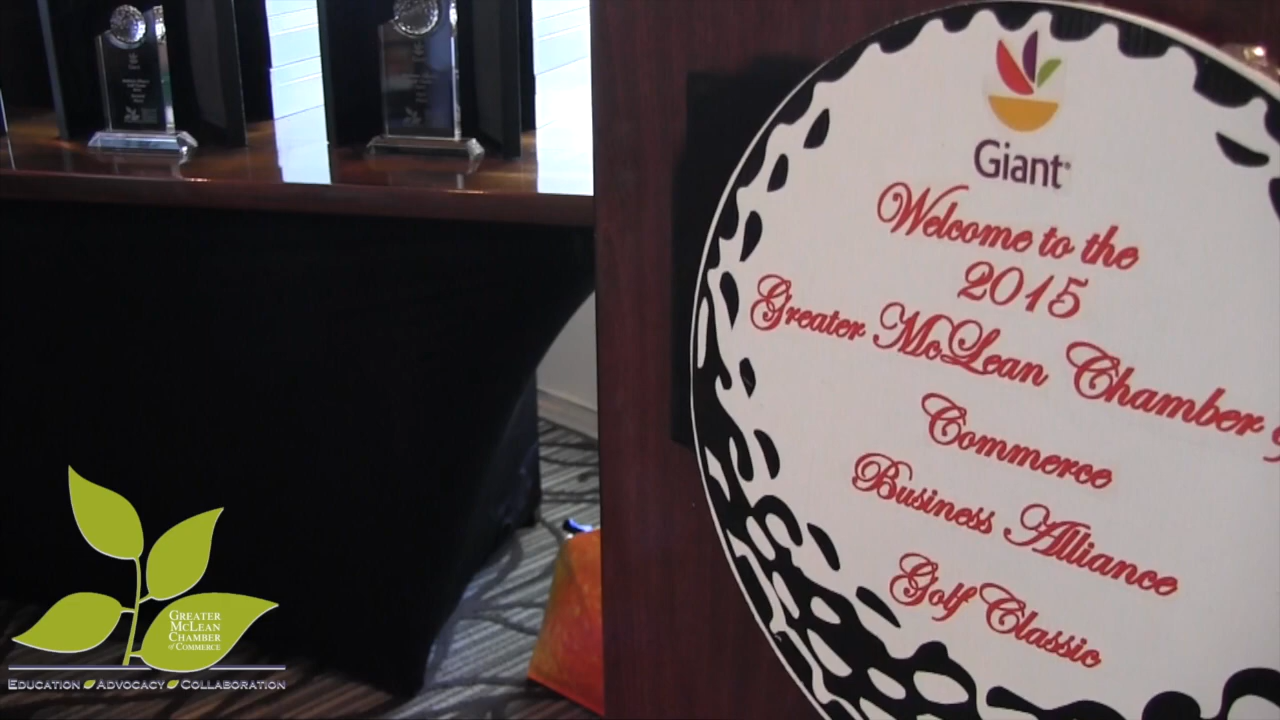 Giant
Welcome to the
2015
Greater McLean Chamber
Commerce
Business Alliance
Golf Classic
Greater
McLean
Chamber
of Commerce
Education Advocacy Collaboration